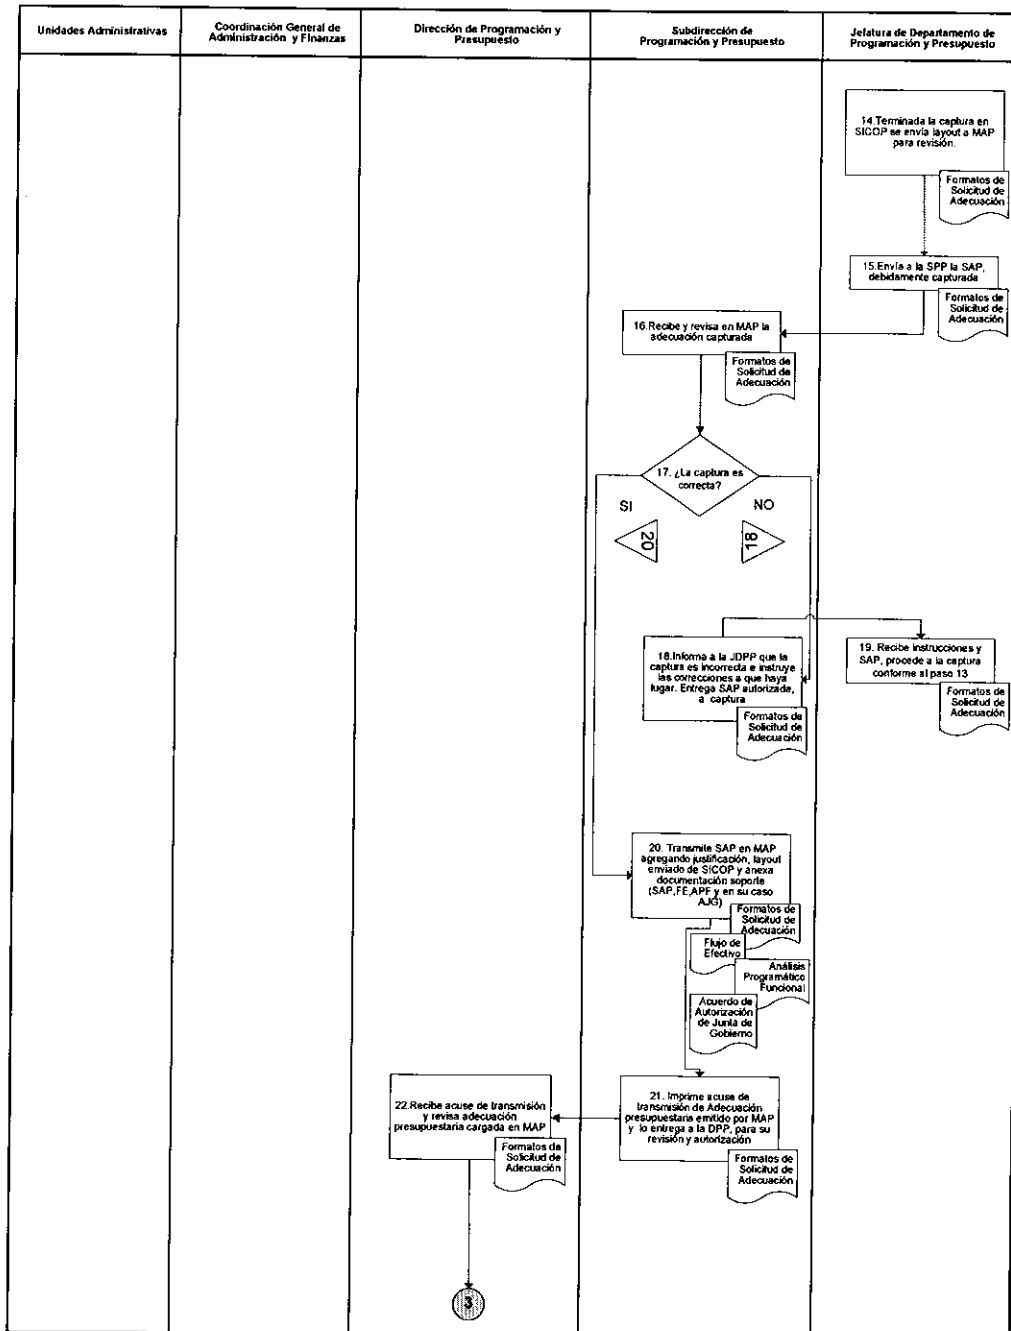 Unidades Administrativas
Coordinación General de
Administración y Finanzas
Dirección de Programación y
Presupuesto
Subdirección de
Programación y Presupuesto
Jefatura de Departamento de
Programación y Presupuesto
14.Terminada la captura en
SICOP se envía layout a MAP
para revisión.
Formatos de
Solicitud de
Adecuación
15.Envía a la SPP la SAP,
debidamente capturada
Formatos de
Solicitud de
Adecuación
16.Recibe y revisa en MAP la
adecuación capturada
Formatos de
Solicitud de
Adecuación
17. ¿La captura es
correcta?
SI
NO
20
18
18.Informa a la JDPP que la
captura es incorrecta e instruye
las correcciones a que haya
lugar. Entrega SAP autorizada,
a captura
Formatos de
Solicitud de
Adecuación
19. Recibe instrucciones y
SAP, procede a la captura
conforme al paso 13
Formatos de
Solicitud de
Adecuación
20. Transmite SAP en MAP
agregando justificación, layout
enviado de SICOP y anexa
documentación soporte
(SAP,FE,APF y en su caso
AJG)
Formatos de
Solicitud de
Adecuación
Flujo de
Efectivo
Análisis
Programático
Funcional
Acuerdo de
Autorización
de Junta de
Gobierno
21. Imprime acuse de
transmisión de Adecuación
presupuestaria emitido por MAP
y lo entrega a la DPP, para su
revisión y autorización
Formatos de
Solicitud de
Adecuación
22.Recibe acuse de transmisión
y revisa adecuación
presupuestaria cargada en MAP
Formatos de
Solicitud de
Adecuación
3